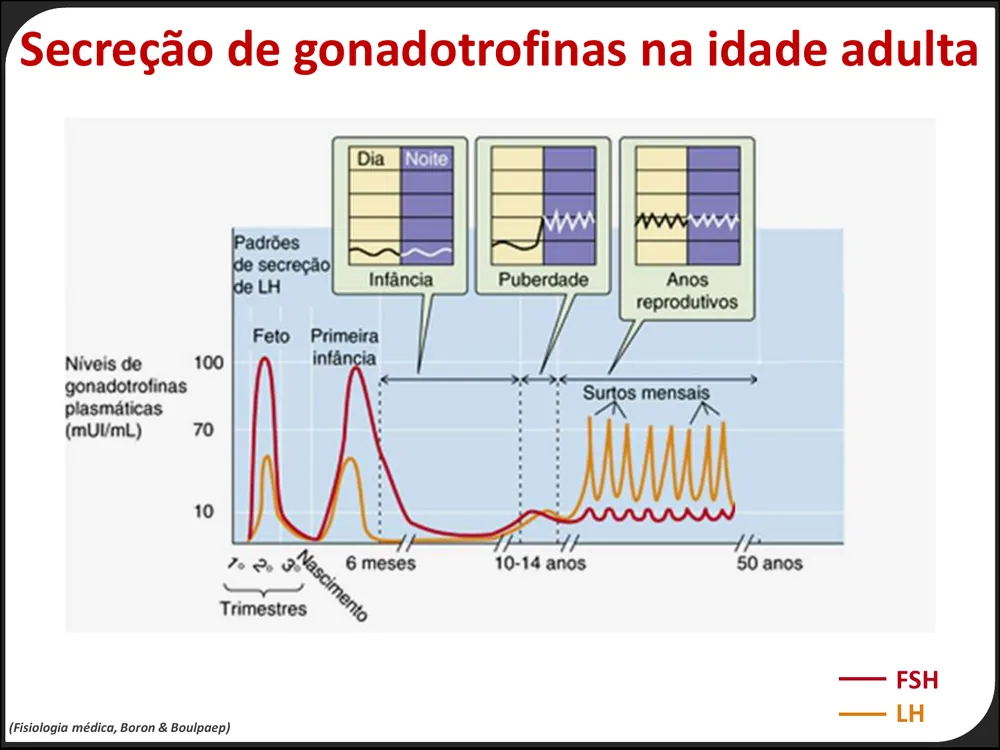 Secreção de gonadotrofinas na idade adulta
Dia Noite
Infância
Puberdade
Anos
reprodutivos
Padrões
de secreção
de LH
Feto
Primeira
infância
Níveis de
gonadotrofinas
plasmáticas
(mUI/mL)
100
70
10
Surtos mensais
1º 2º 3º
Nascimento
Trimestres
6 meses
10-14 anos
50 anos
FSH
LH
(Fisiologia médica, Boron & Boulpaep)